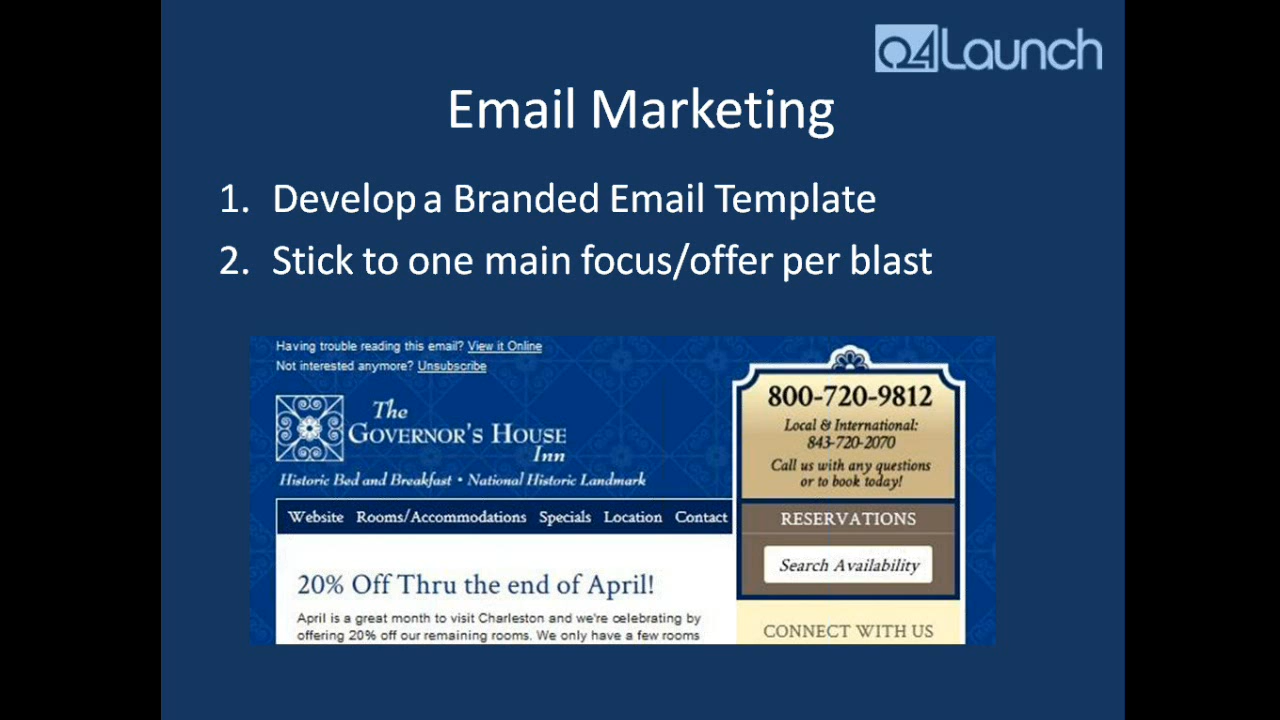 Q4Launch
Email Marketing
1. Develop a Branded Email Template
2. Stick to one main focus/offer per blast
Having trouble reading this email? View it Online
Not interested anymore? Unsubscribe
The
GOVERNOR'S HOUSE
Inn
Historic Bed and Breakfast • National Historic Landmark
Website Rooms/Accommodations Specials Location Contact
20% Off Thru the end of April!
April is a great month to visit Charleston and we're celebrating by
offering 20% off our remaining rooms. We only have a few rooms
800-720-9812
Local & International:
843-720-2070
Call us with any questions
or to book today!
RESERVATIONS
Search Availability
CONNECT WITH US